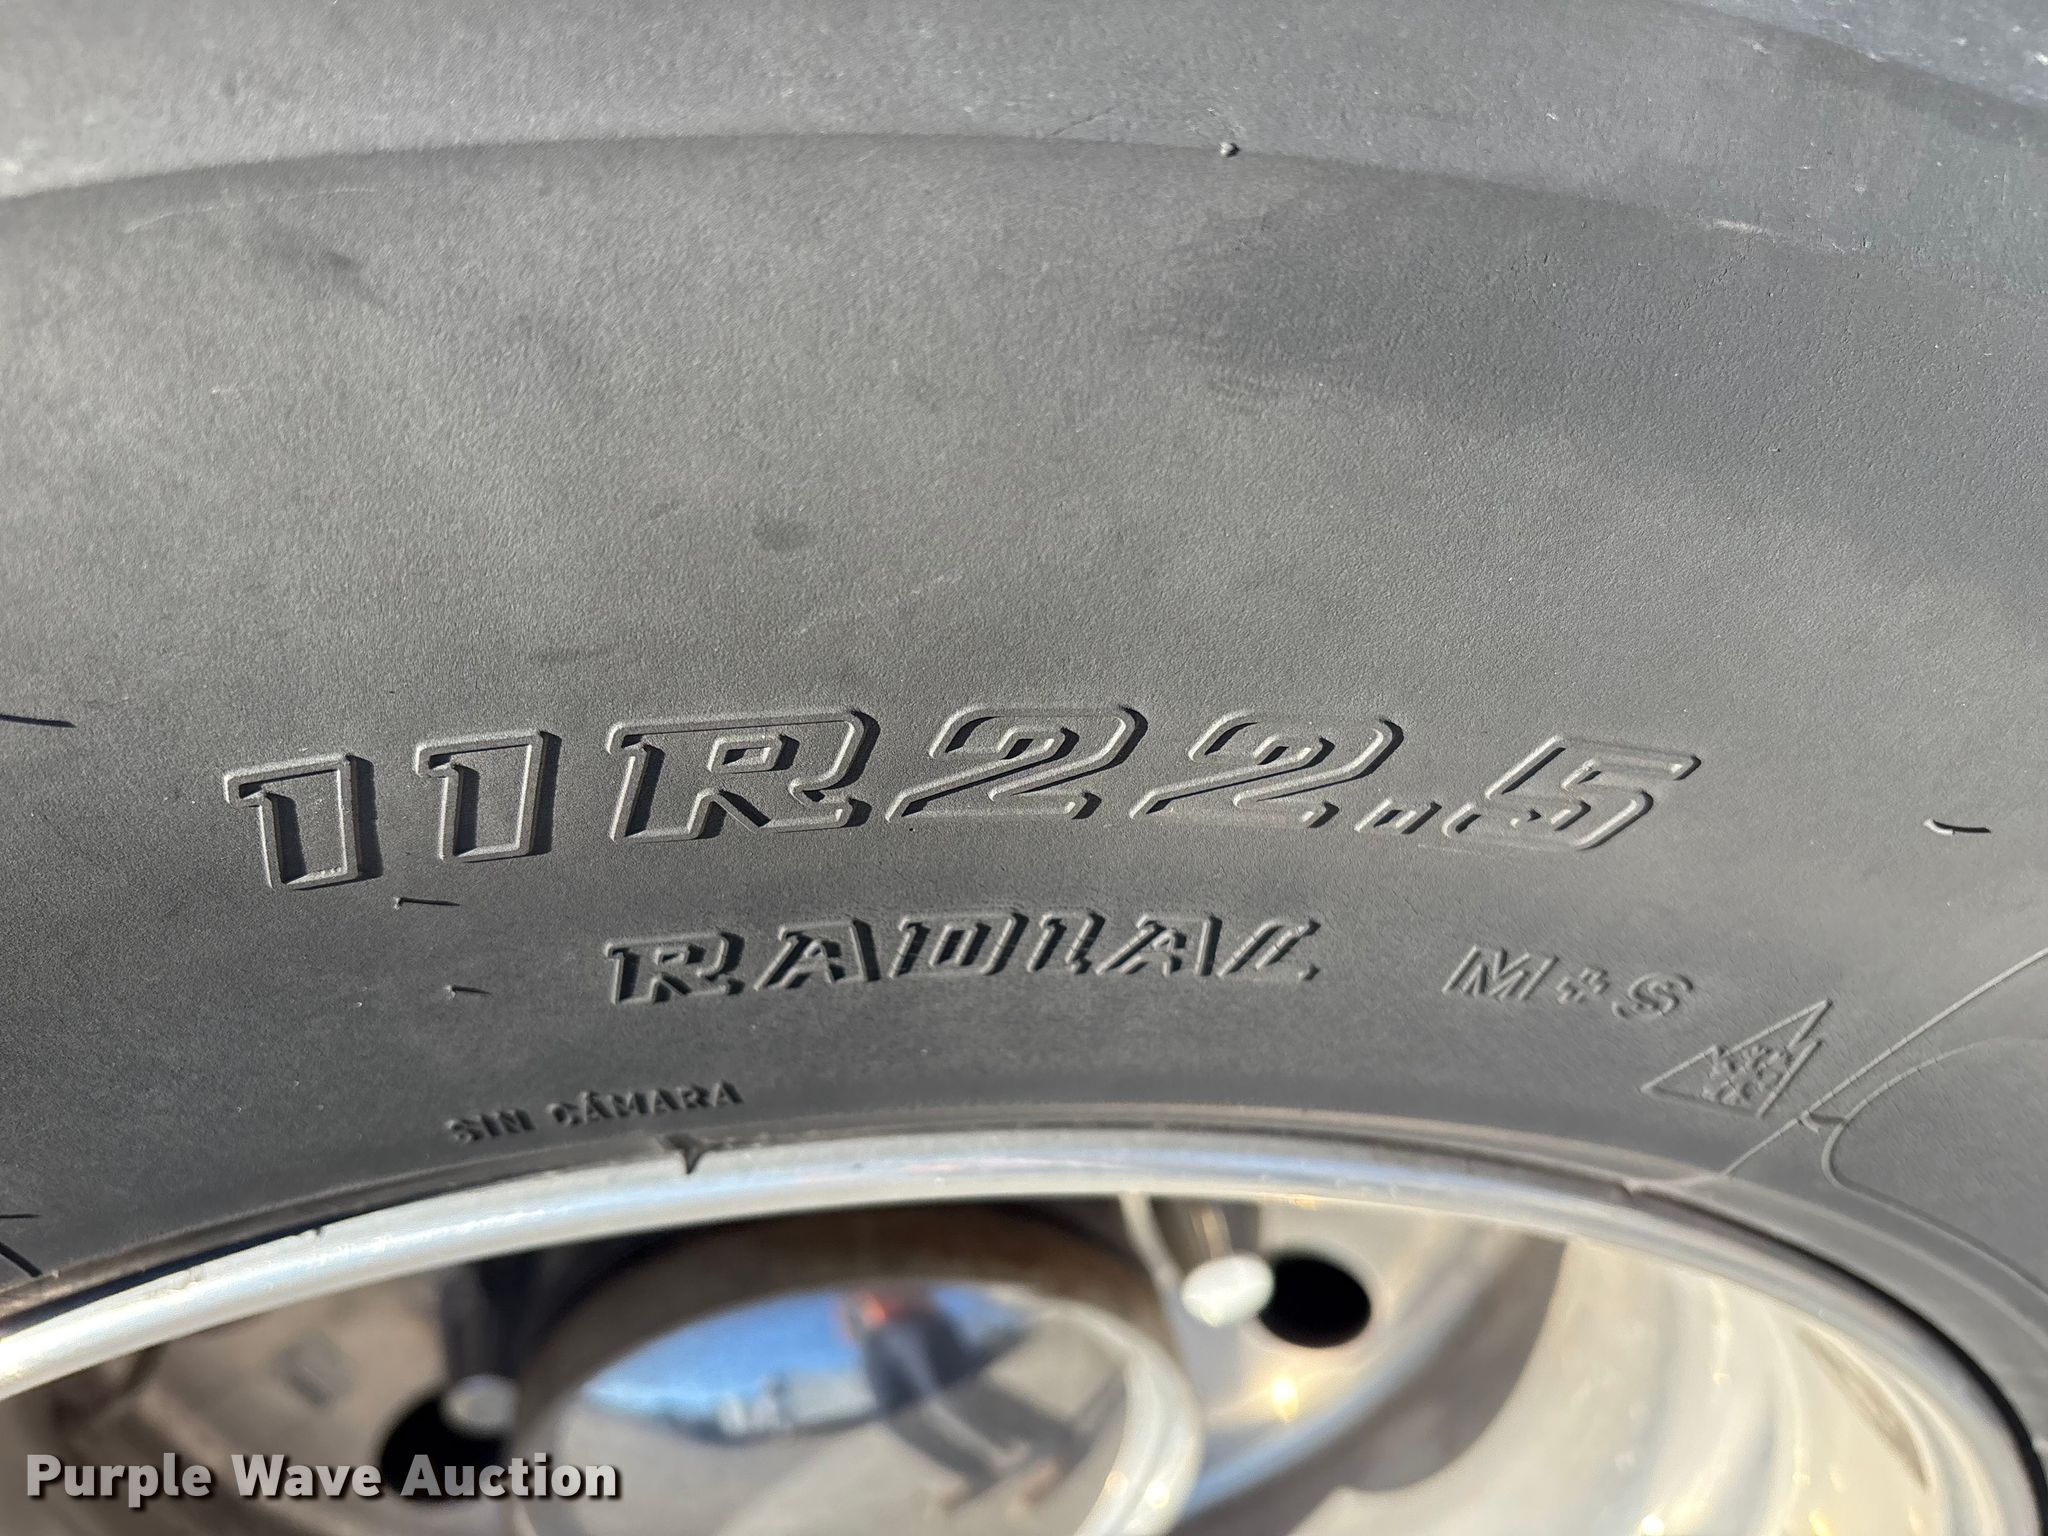 11R22.5
RADIAL M+S
SIN CÁMARA
Purple Wave Auction